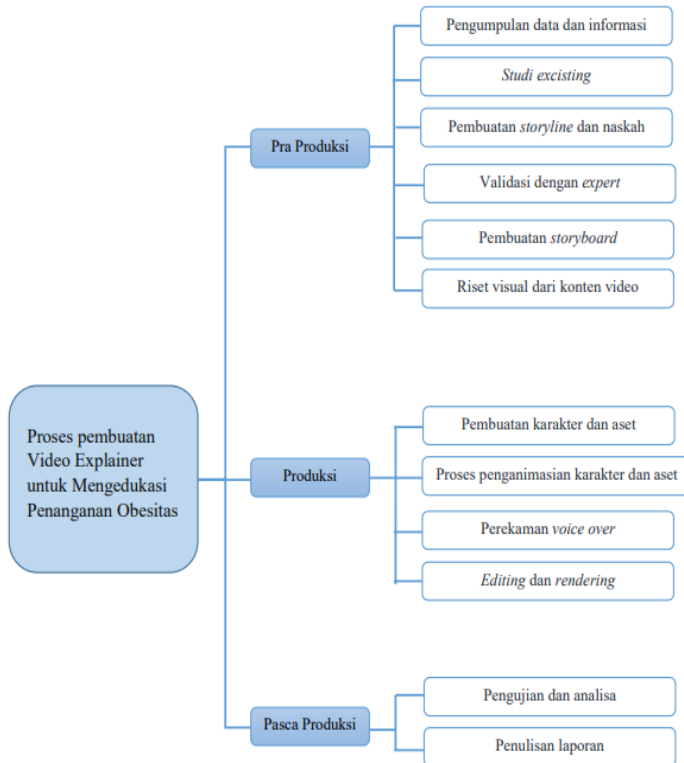 Proses pembuatan
Video Explainer
untuk Mengedukasi
Penanganan Obesitas
Pra Produksi
Pengumpulan data dan informasi
Studi excisting
Pembuatan storyline dan naskah
Validasi dengan expert
Pembuatan storyboard
Riset visual dari konten video
Produksi
Pembuatan karakter dan aset
Proses penganimasian karakter dan aset
Perekaman voice over
Editing dan rendering
Pasca Produksi
Pengujian dan analisa
Penulisan laporan